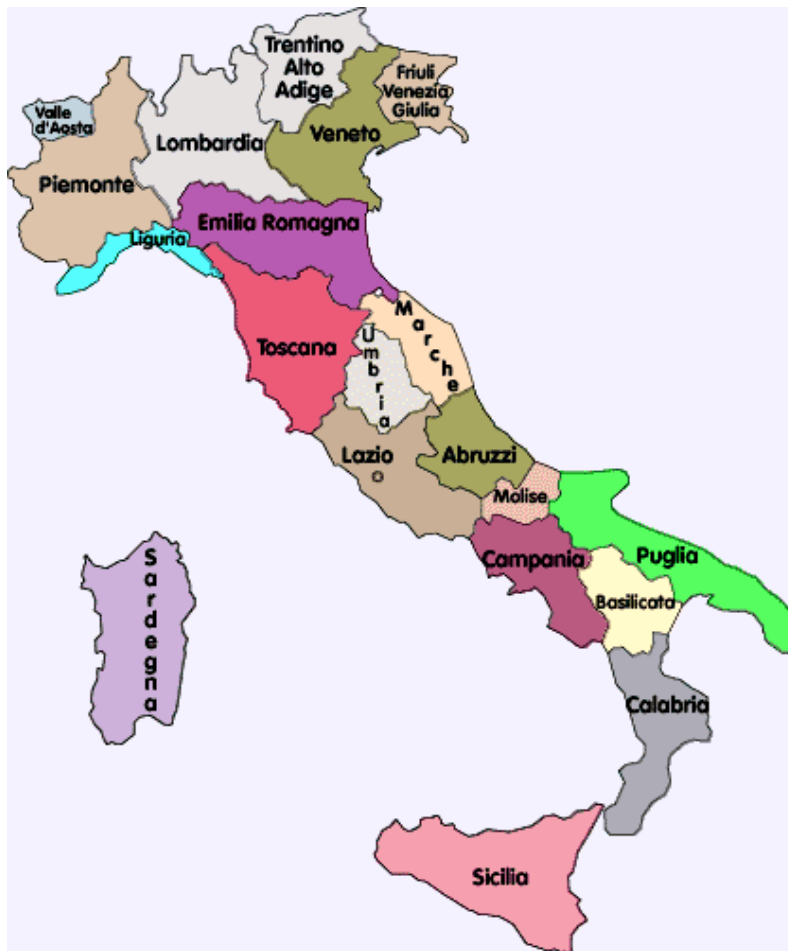 Trentino
Alto
Adige
Friuli
Venezia
Giulia
Valle
d'Aosta
Lombardia
Veneto
Piemonte
Emilia Romagna
Liguria
Marche
Toscana
Umbria
Lazio
Abruzzi
Molise
Campania
Puglia
Basilicata
Sardegna
Calabria
Sicilia